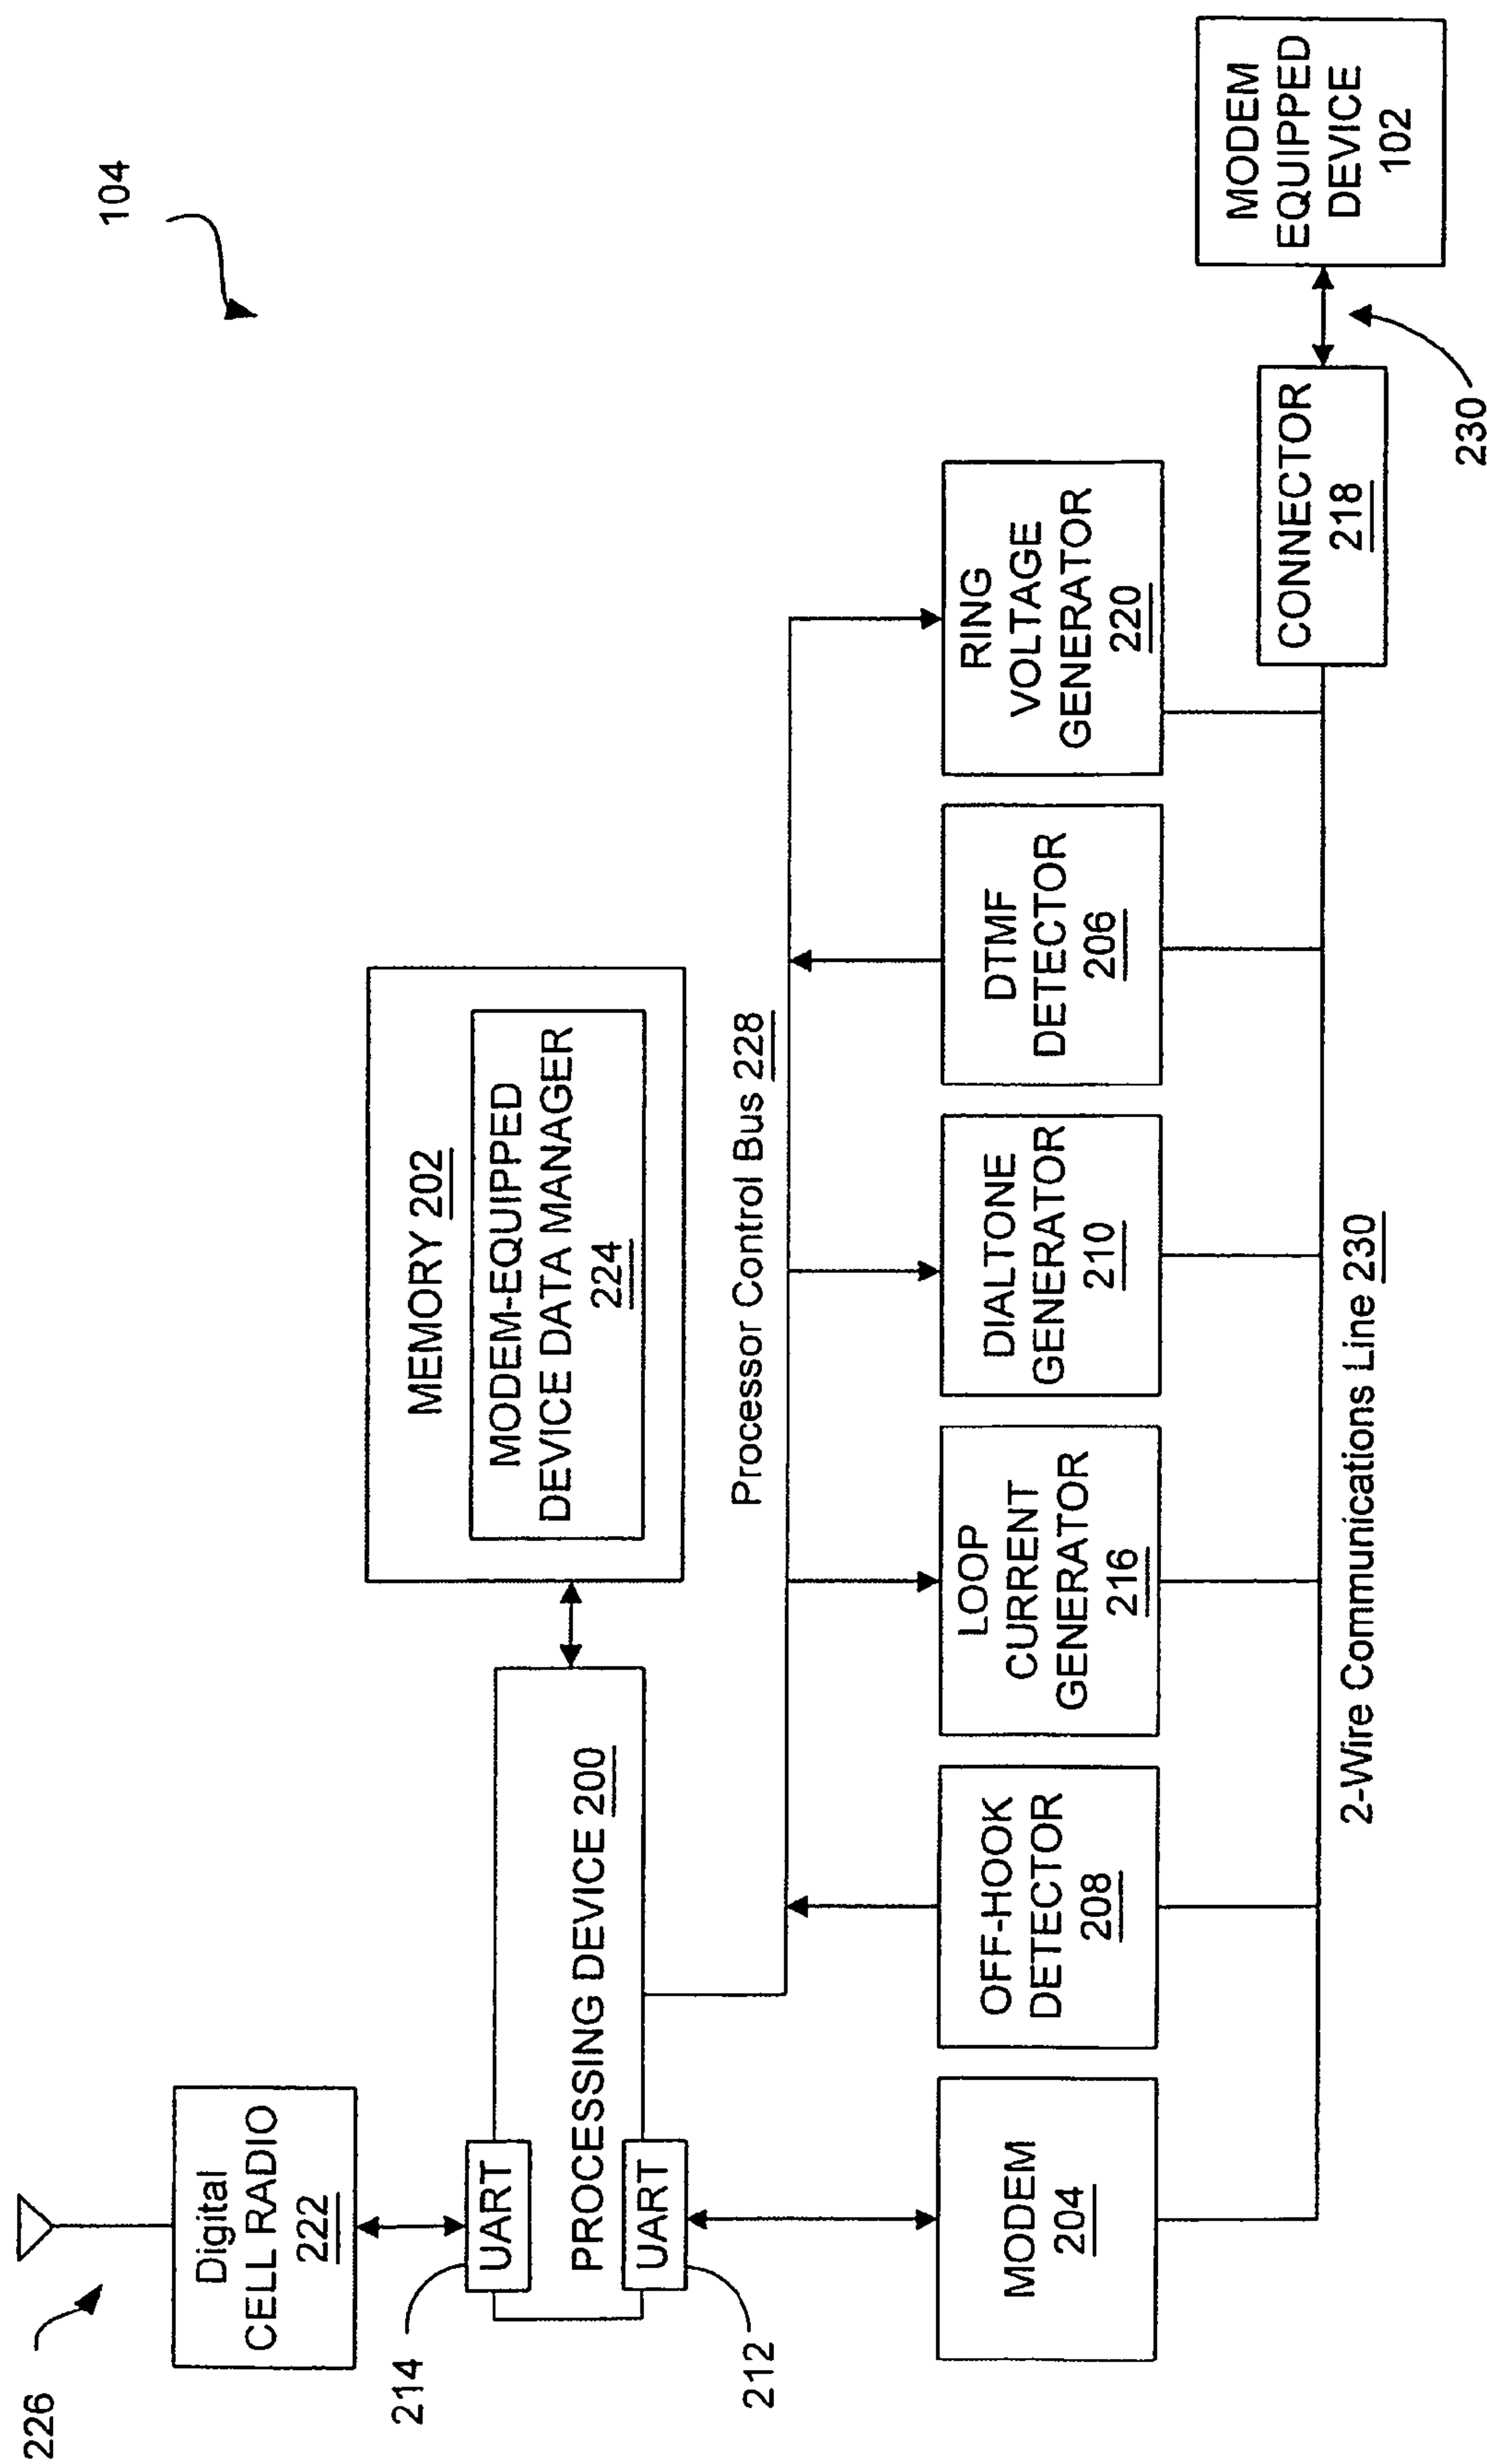 104
226
Digital
CELL RADIO
222
214
UART
PROCESSING DEVICE 200
UART
212
MEMORY 202
MODEM-EQUIPPED
DEVICE DATA MANAGER
224
Processor Control Bus 228
MODEM
204
OFF-HOOK
DETECTOR
208
LOOP
CURRENT
GENERATOR
216
DIALTONE
GENERATOR
210
DTMF
DETECTOR
206
RING
VOLTAGE
GENERATOR
220
2-Wire Communications Line 230
CONNECTOR
218
230
MODEM
EQUIPPED
DEVICE
102